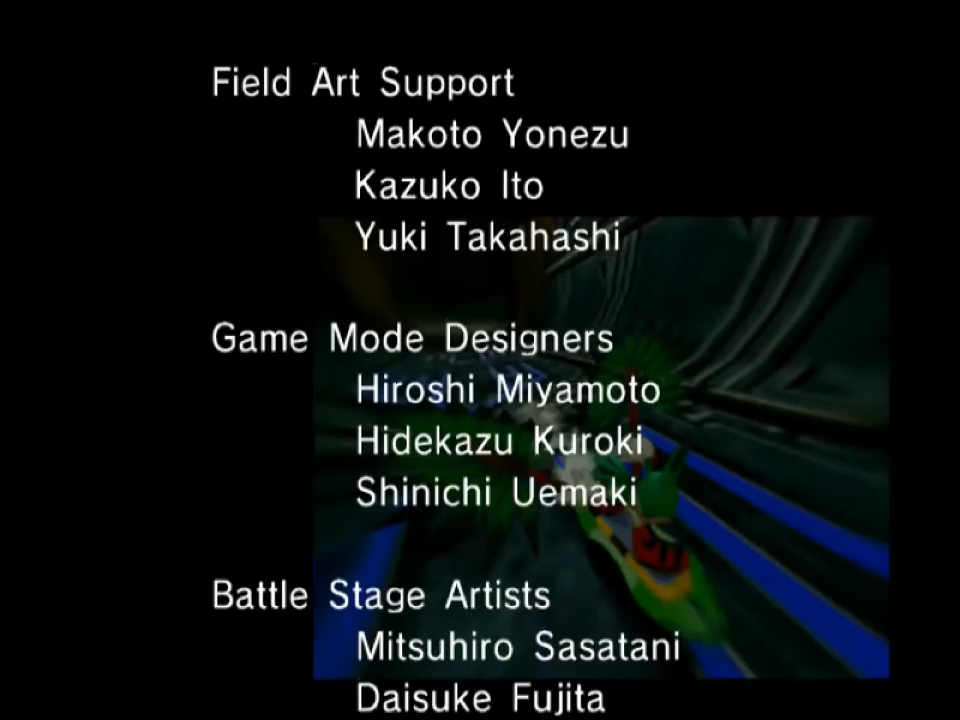 Field Art Support
Makoto Yonezu
Kazuko Ito
Yuki Takahashi
Game Mode Designers
Hiroshi Miyamoto
Hidekazu Kuroki
Shinichi Uemaki
Battle Stage Artists
Mitsuhiro Sasatani
Daisuke Fujita